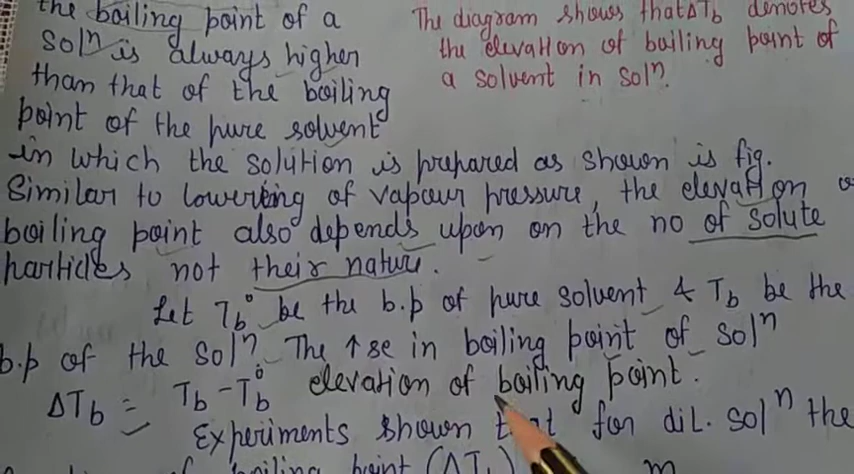 the boiling point of a
solⁿ is always higher
than that of the boiling
point of the pure solvent
The diagram shows that ΔTb denotes
the elevation of boiling point of
a solvent in solⁿ.
in which the solution is prepared as shown is fig.
Similar to lowering of vapour pressure, the elevation o
boiling point also depends upon on the no of solute
particles not their nature.
Let Tb° be the b.p of pure solvent & Tb be the
b.p of the solⁿ. The ↑se in boiling point of solⁿ
ΔTb = Tb - Tb° elevation of boiling point.
Experiments shown that for dil. solⁿ the
boiling point (ΔT m